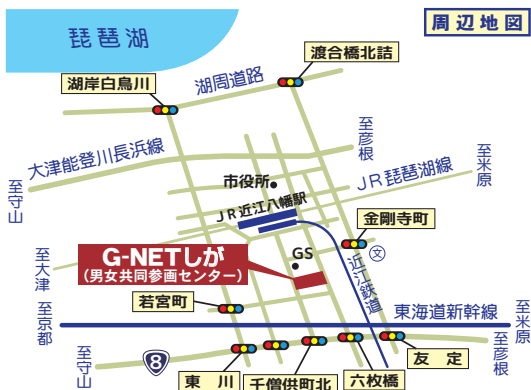 周辺地図
琵琶湖
渡合橋北詰
湖岸白鳥川
湖周道路
至彦根
大津能登川長浜線
至米原
市役所
JR琵琶湖線
至守山
JR近江八幡駅
金剛寺町
文
GS
至大津
G-NETしが
(男女共同参画センター)
近江鉄道
若宮町
東海道新幹線
至京都
至米原
至彦根
至守山
8
東川
千僧供町北
六枚橋
友定